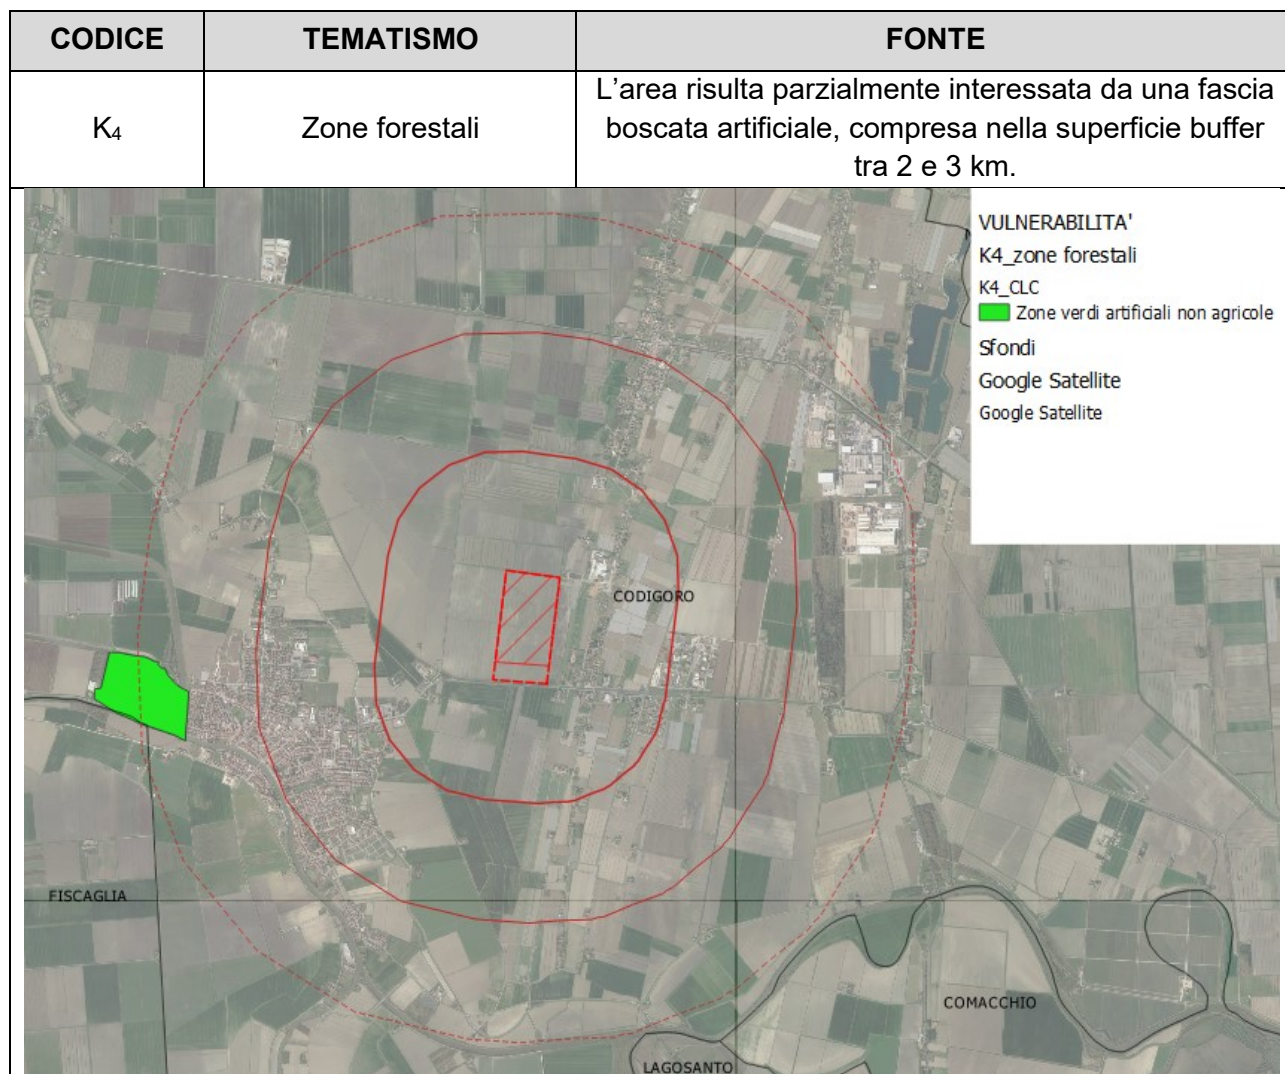 CODICE TEMATISMO FONTE
K₄ Zone forestali L'area risulta parzialmente interessata da una fascia
boscata artificiale, compresa nella superficie buffer
tra 2 e 3 km.
VULNERABILITA'
K4_zone forestali
K4_CLC
Zone verdi artificiali non agricole
Sfondi
Google Satellite
Google Satellite
CODIGORO
FISCAGLIA
COMACCHIO
LAGOSANTO